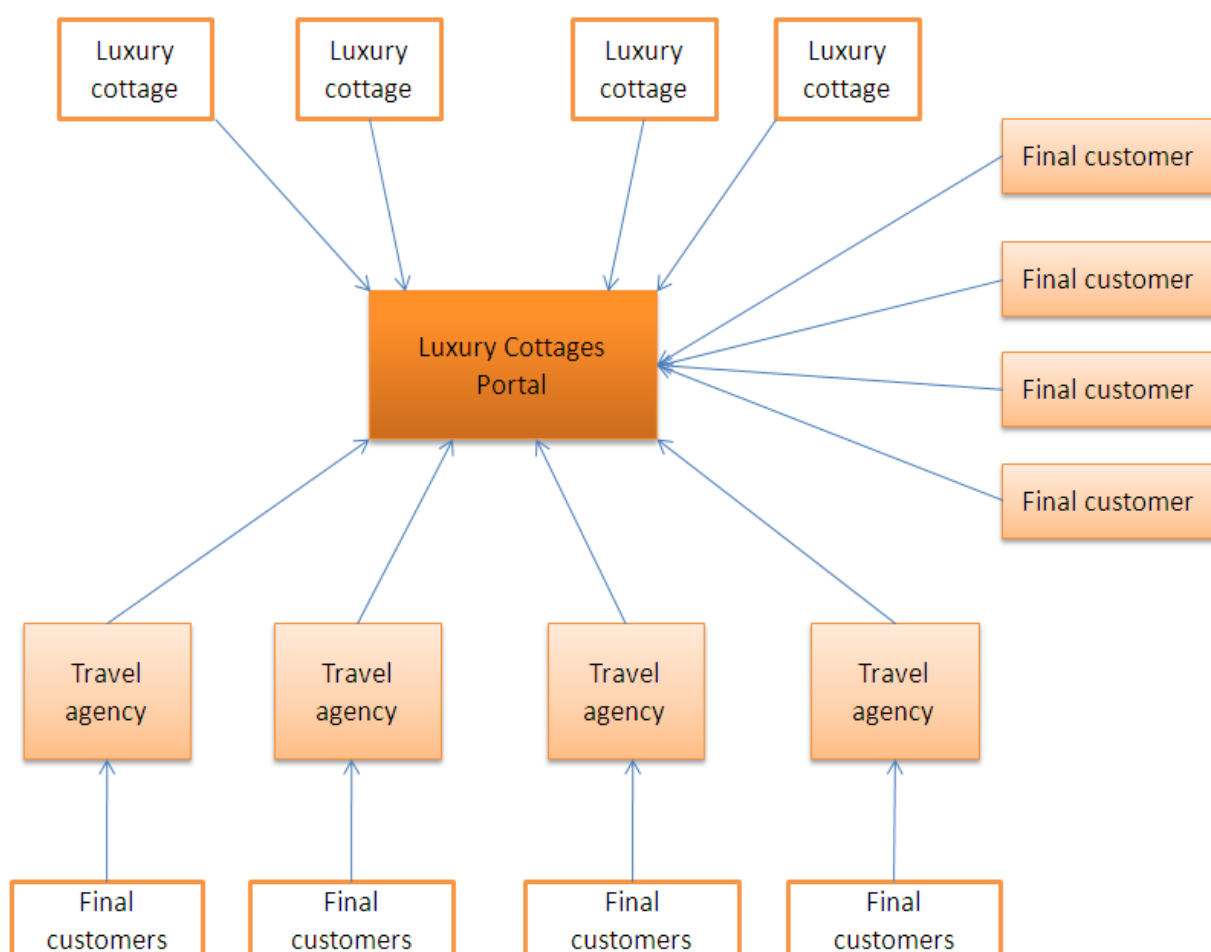 Luxury
cottage
Luxury
cottage
Luxury
cottage
Luxury
cottage
Final customer
Final customer
Final customer
Final customer
Luxury Cottages
Portal
Travel
agency
Travel
agency
Travel
agency
Travel
agency
Final
customers
Final
customers
Final
customers
Final
customers